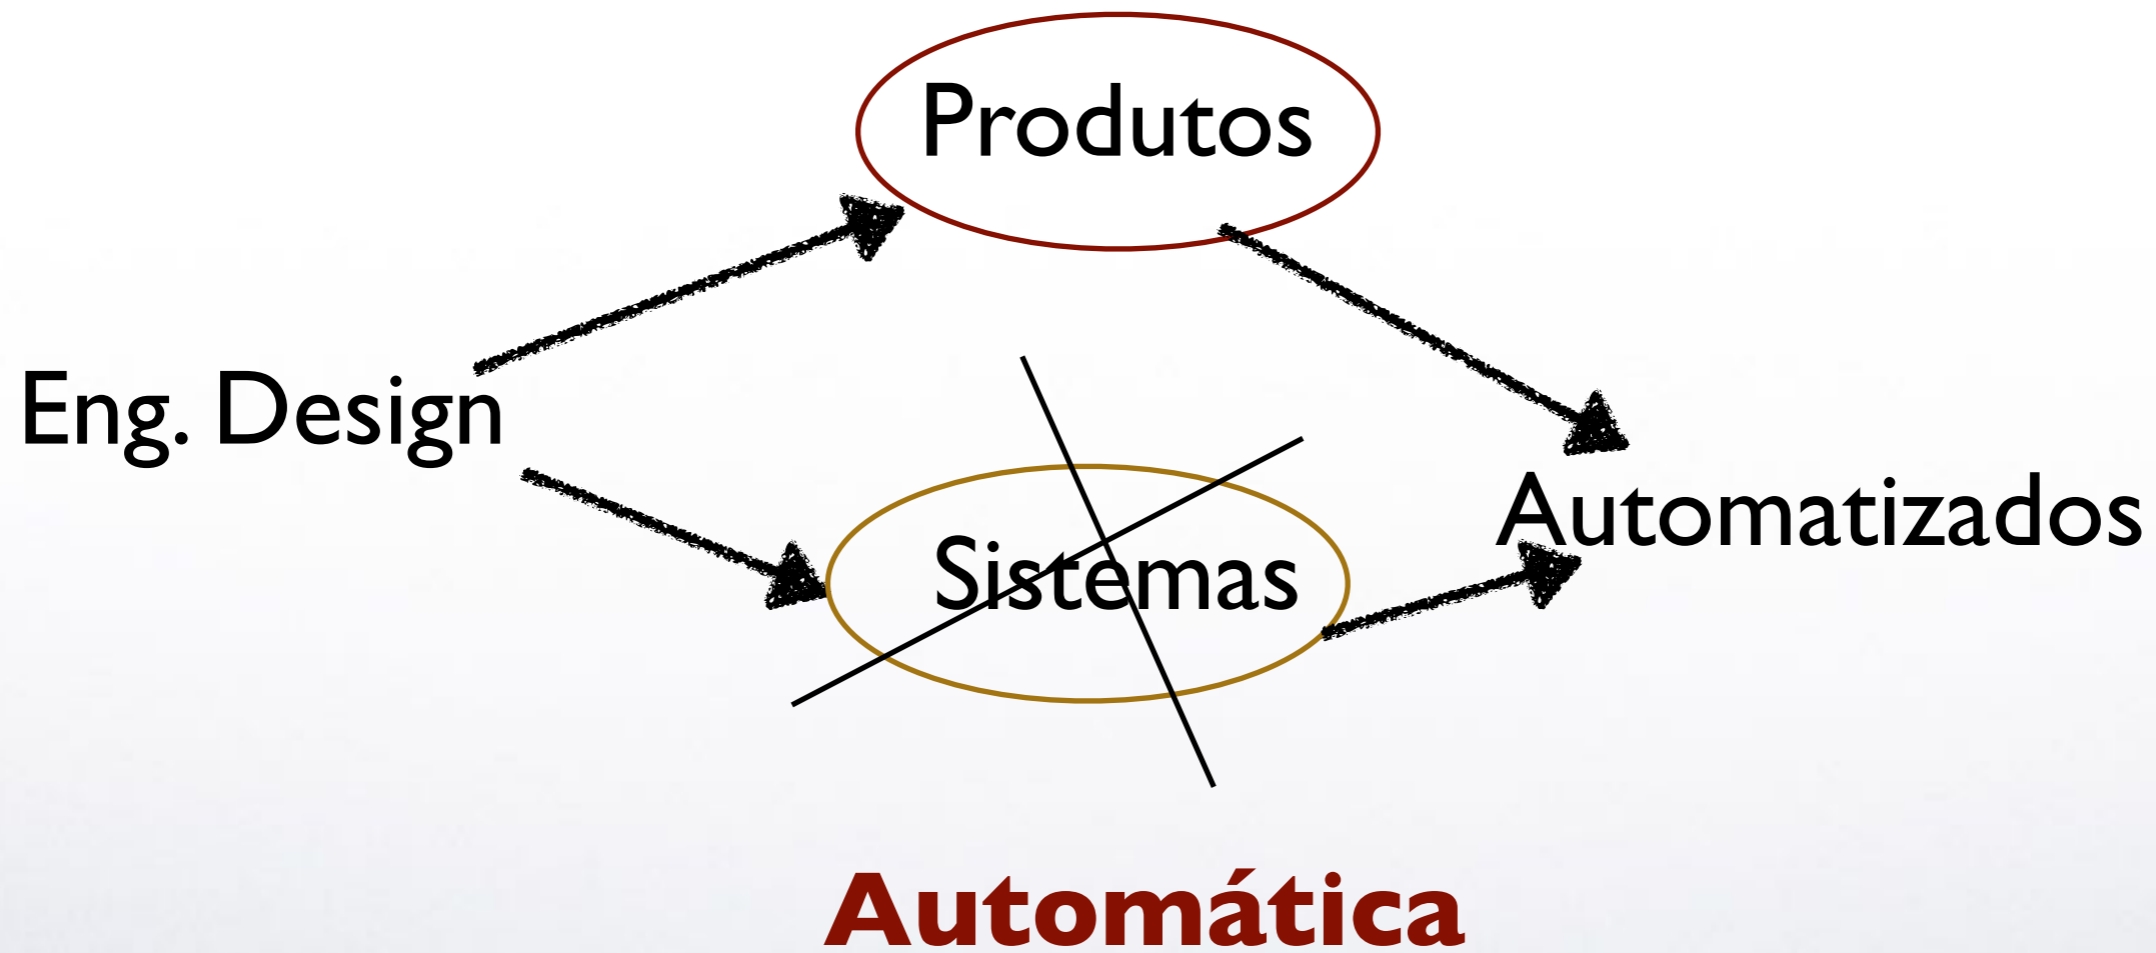 Produtos
Eng. Design
Automatizados
Sistemas
Automática